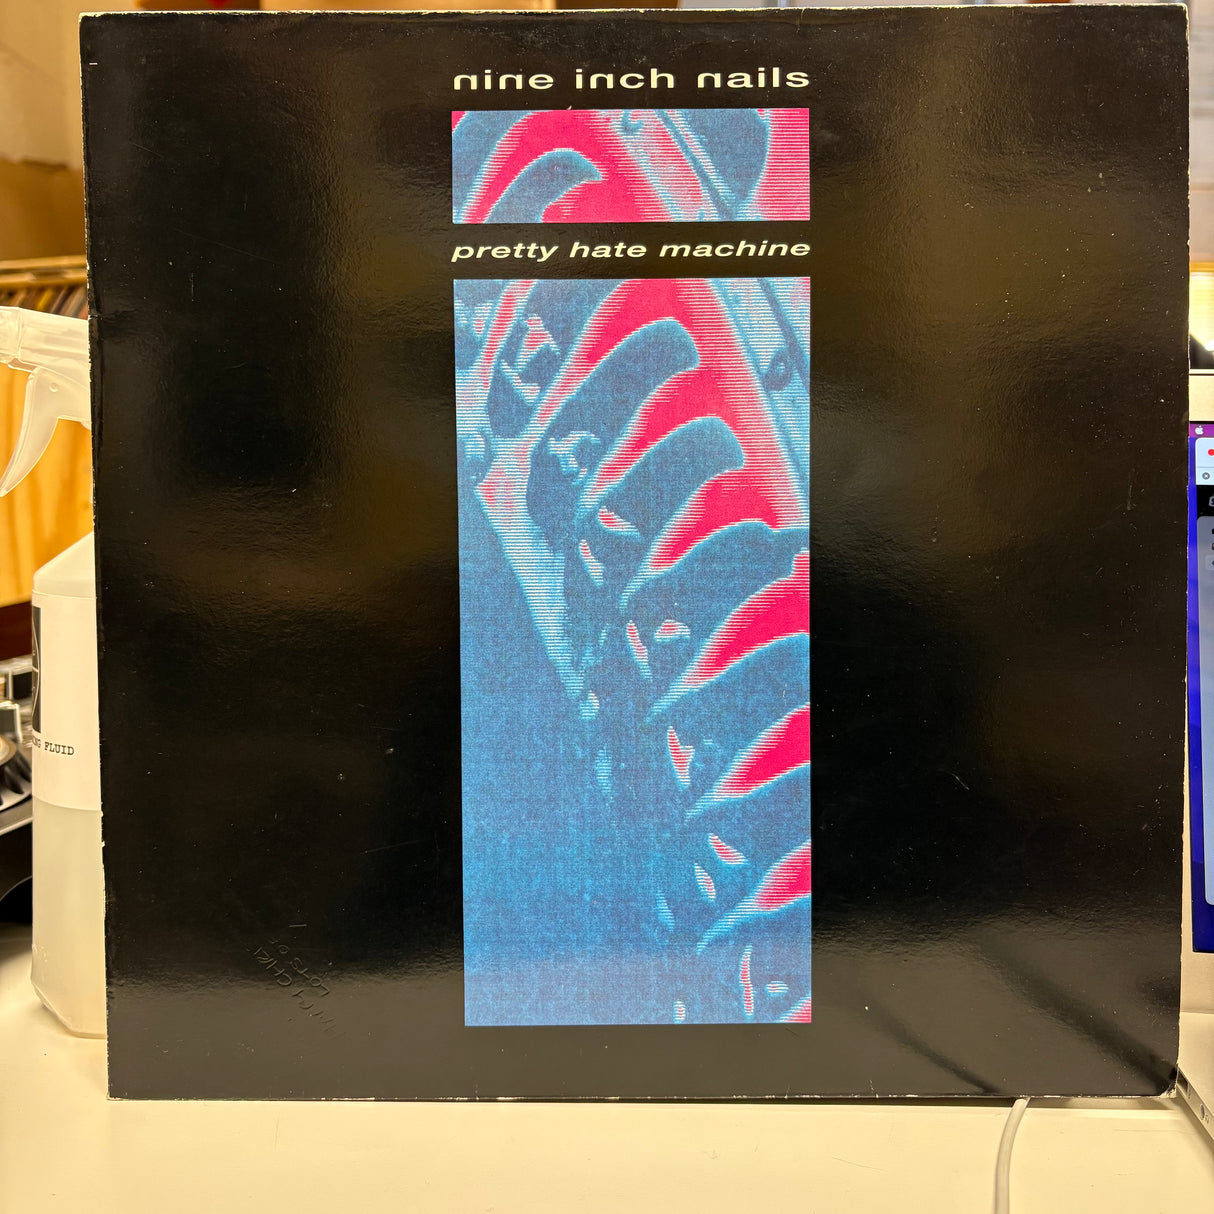 nine inch nails
pretty hate machine
FLUID